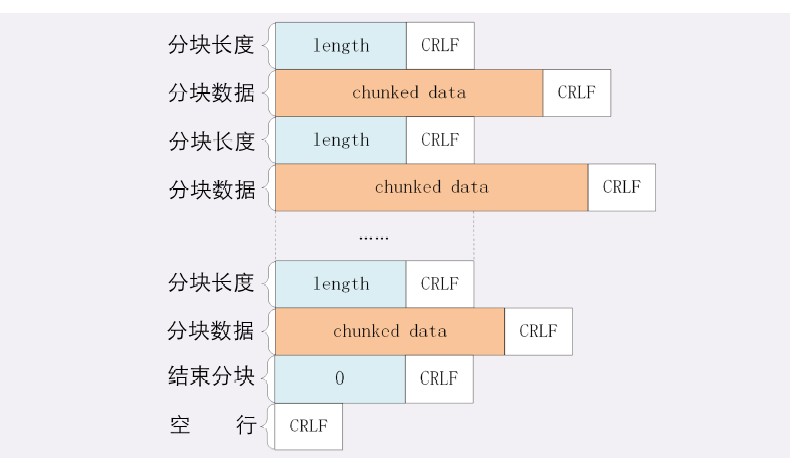 分块长度 length CRLF
分块数据 chunked data CRLF
分块长度 length CRLF
分块数据 chunked data CRLF
……
分块长度 length CRLF
分块数据 chunked data CRLF
结束分块 0 CRLF
空 行 CRLF